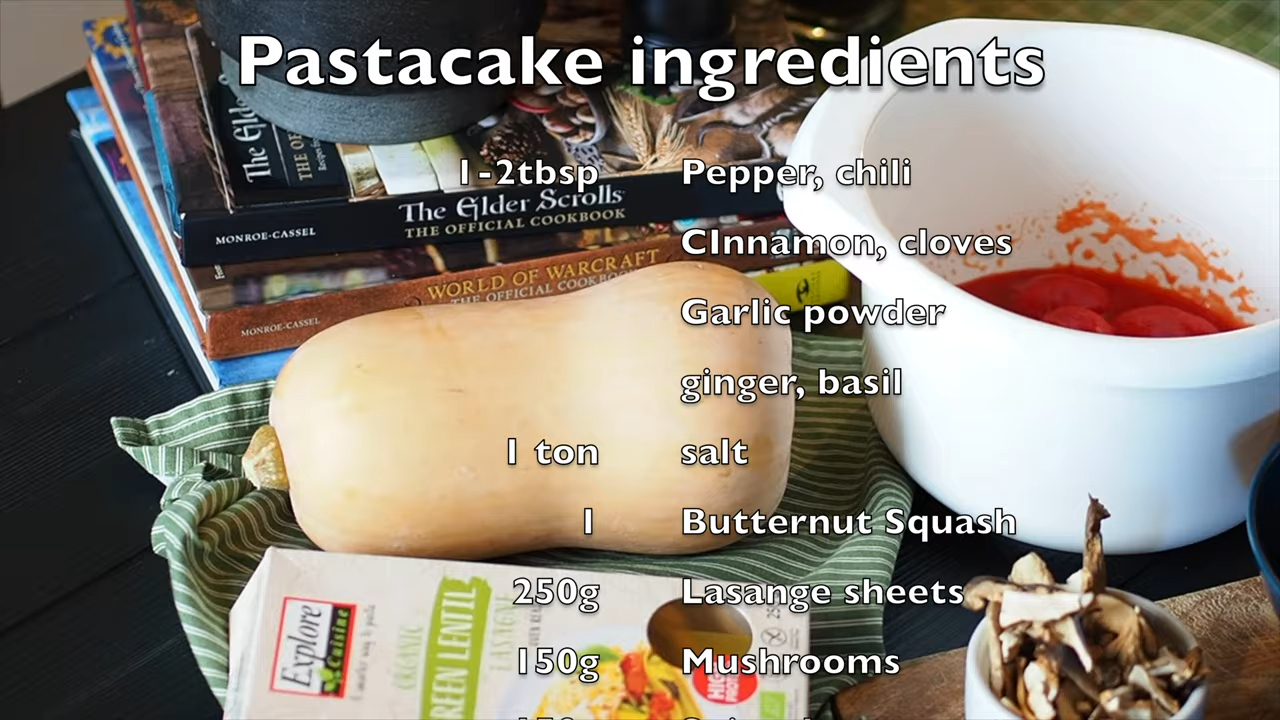 Pastacake ingredients
1-2tbsp Pepper, chili
CInnamon, cloves
Garlic powder
ginger, basil
1 ton salt
1 Butternut Squash
250g Lasange sheets
150g Mushrooms
The Elder Scrolls
THE OFFICIAL COOKBOOK
MONROE-CASSEL
WORLD OF WARCRAFT
THE OFFICIAL COOKBOOK
MONROE-CASSEL
Explore
Cuisine
ORGANIC
GREEN LENTIL
LASAGNE